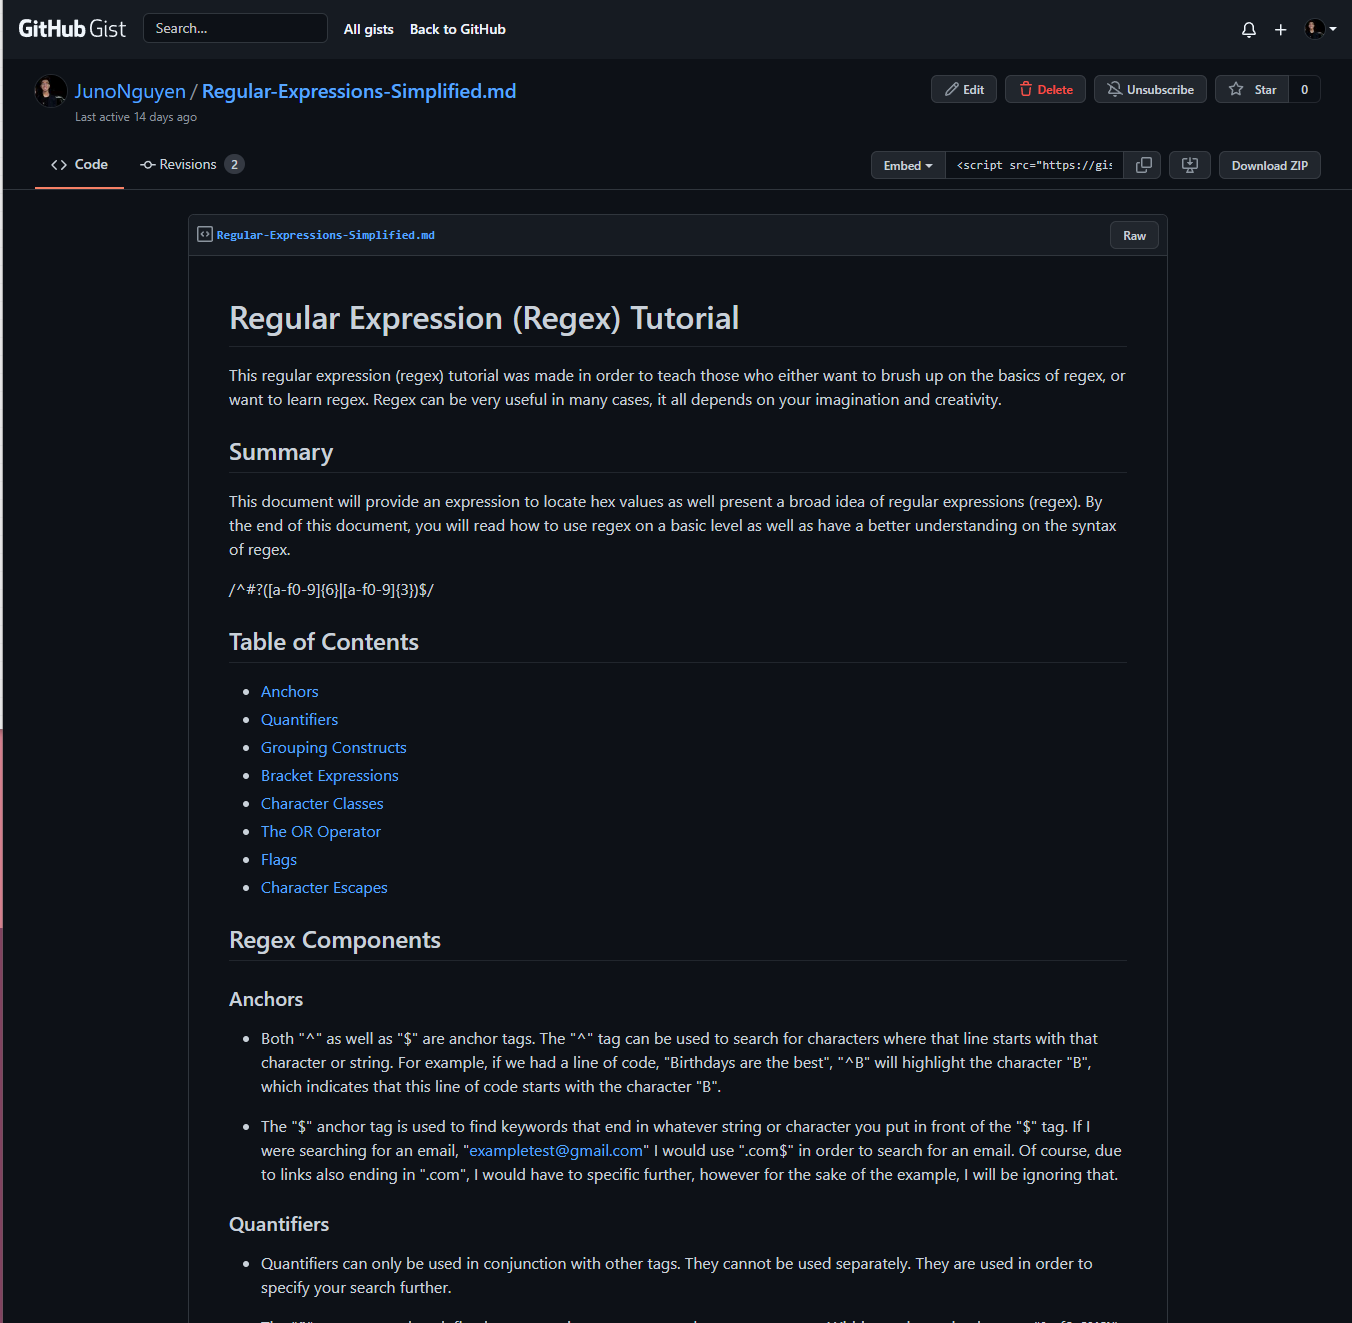 GitHub Gist Search... All gists Back to GitHub
JunoNguyen / Regular-Expressions-Simplified.md
Last active 14 days ago
Edit Delete Unsubscribe Star 0
Code Revisions 2
Embed <script src="https://gis Download ZIP
Regular-Expressions-Simplified.md Raw
Regular Expression (Regex) Tutorial
This regular expression (regex) tutorial was made in order to teach those who either want to brush up on the basics of regex, or
want to learn regex. Regex can be very useful in many cases, it all depends on your imagination and creativity.
Summary
This document will provide an expression to locate hex values as well present a broad idea of regular expressions (regex). By
the end of this document, you will read how to use regex on a basic level as well as have a better understanding on the syntax
of regex.
/^#?([a-f0-9]{6}|[a-f0-9]{3})$/
Table of Contents
• Anchors
• Quantifiers
• Grouping Constructs
• Bracket Expressions
• Character Classes
• The OR Operator
• Flags
• Character Escapes
Regex Components
Anchors
• Both "^" as well as "$" are anchor tags. The "^" tag can be used to search for characters where that line starts with that
character or string. For example, if we had a line of code, "Birthdays are the best", "^B" will highlight the character "B",
which indicates that this line of code starts with the character "B".
• The "$" anchor tag is used to find keywords that end in whatever string or character you put in front of the "$" tag. If I
were searching for an email, "exampletest@gmail.com" I would use ".com$" in order to search for an email. Of course, due
to links also ending in ".com", I would have to specific further, however for the sake of the example, I will be ignoring that.
Quantifiers
• Quantifiers can only be used in conjunction with other tags. They cannot be used separately. They are used in order to
specify your search further.